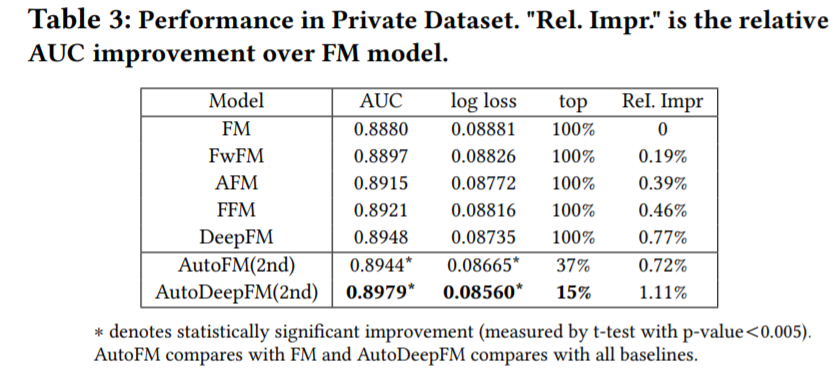 Table 3: Performance in Private Dataset. "Rel. Impr." is the relative
AUC improvement over FM model.
Model AUC log loss top ReI. Impr
FM 0.8880 0.08881 100% 0
FwFM 0.8897 0.08826 100% 0.19%
AFM 0.8915 0.08772 100% 0.39%
FFM 0.8921 0.08816 100% 0.46%
DeepFM 0.8948 0.08735 100% 0.77%
AutoFM(2nd) 0.8944* 0.08665* 37% 0.72%
AutoDeepFM(2nd) 0.8979* 0.08560* 15% 1.11%
* denotes statistically significant improvement (measured by t-test with p-value<0.005).
AutoFM compares with FM and AutoDeepFM compares with all baselines.